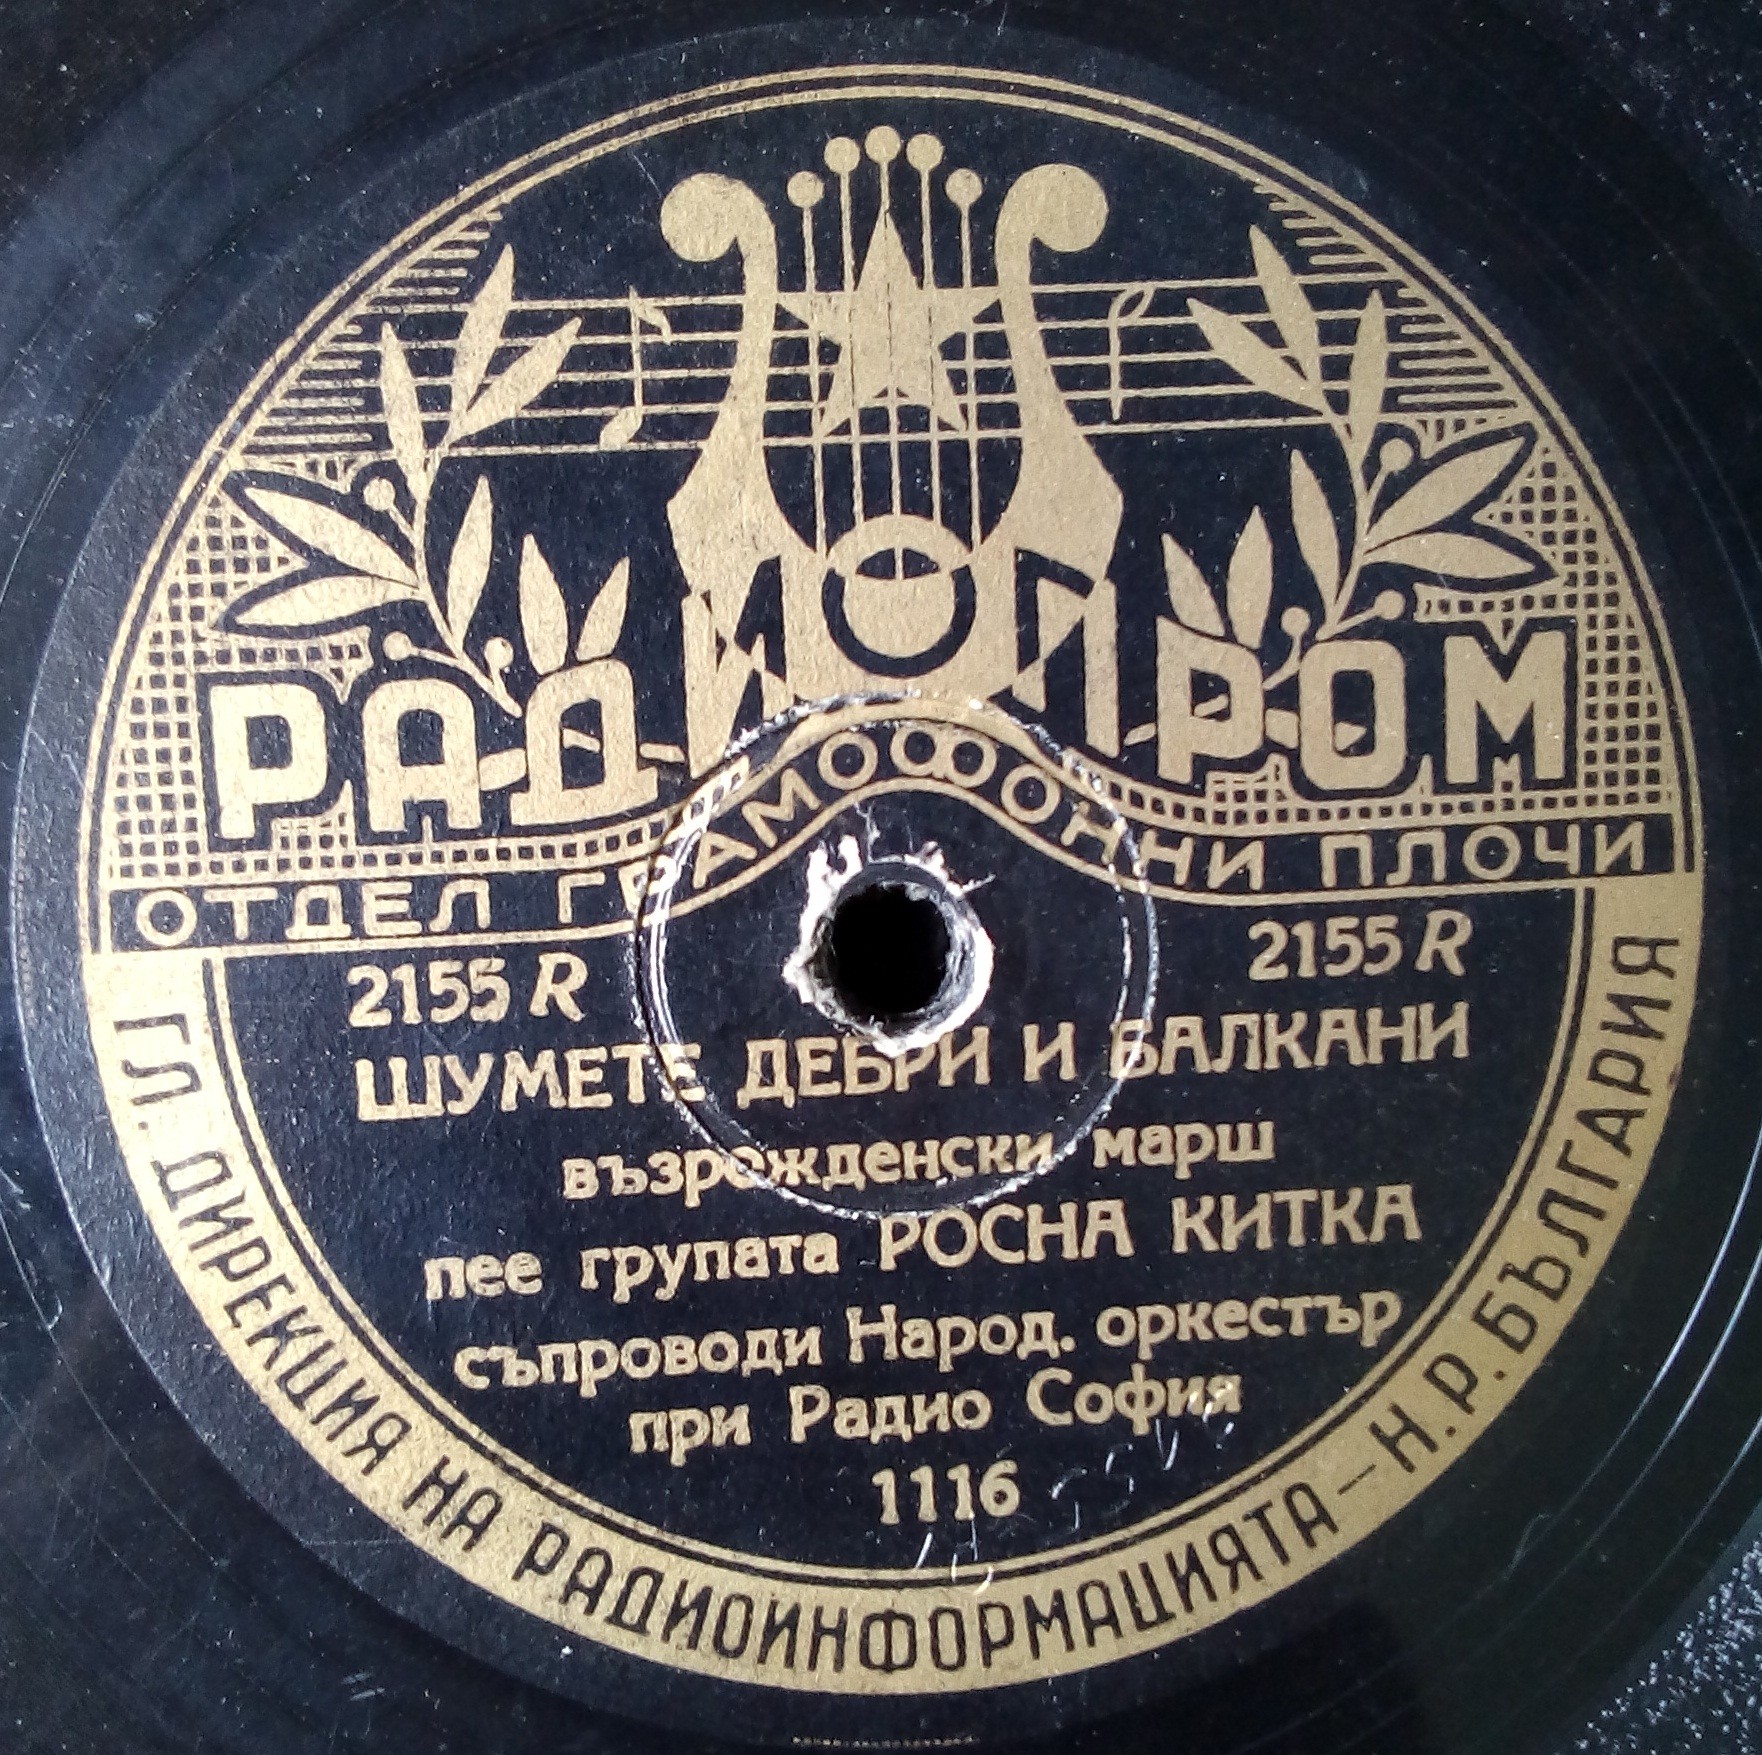 РАДИОПРОМ
ОТДЕЛ ГРАМОФОННИ ПЛОЧИ
2155 R 2155 R
ШУМЕТЕ ДЕБРИ И БАЛКАНИ
възрожденски марш
пее групата РОСНА КИТКА
съпроводи Народ. оркестър
при Радио София
1116
ГЛ. ДИРЕКЦИЯ НА РАДИОИНФОРМАЦИЯТА – Н.Р. БЪЛГАРИЯ